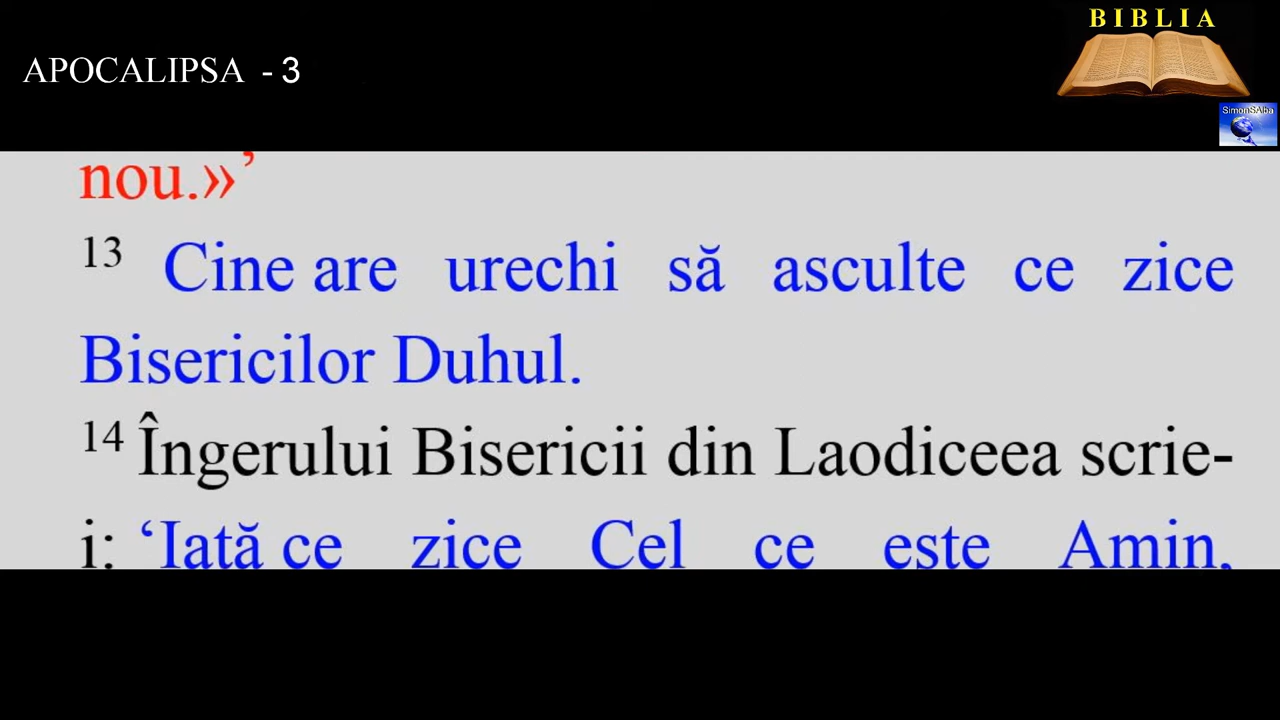 BIBLIA
APOCALIPSA - 3
SimonSAlba
nou.»’
13 Cine are urechi să asculte ce zice
Bisericilor Duhul.
14 Îngerului Bisericii din Laodiceea scrie-
i: ‘Iată ce zice Cel ce este Amin,